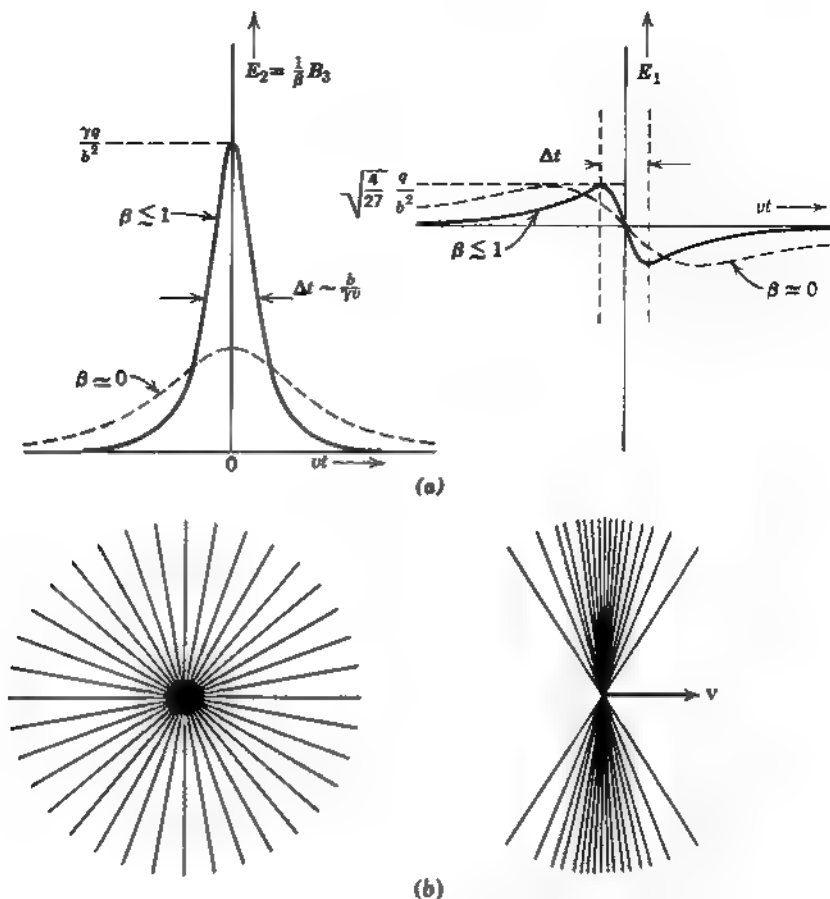 E₂ = 1/β B₃
γq/b²
β ≲ 1
Δt ∼ b/γv
β ≃ 0
0
vt
E₁
Δt
√4/27 q/b²
vt
β ≲ 1
β ≃ 0
(a)
v
(b)